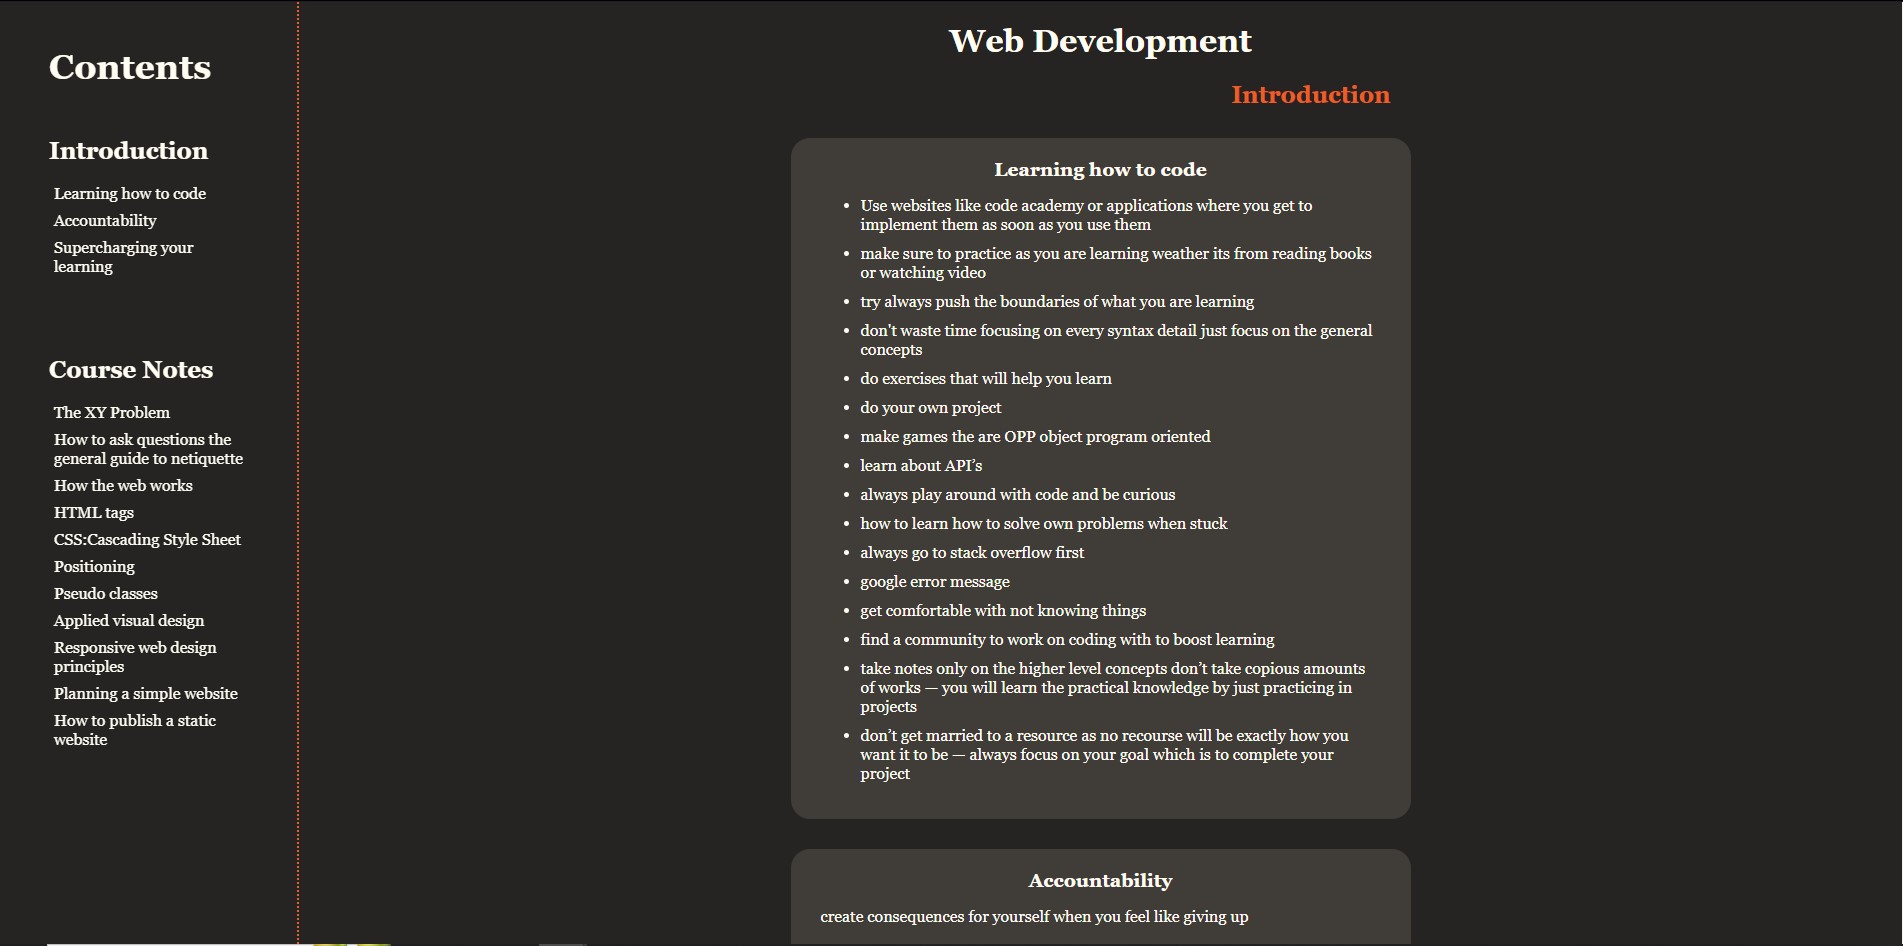 Contents
Introduction
Learning how to code
Accountability
Supercharging your
learning
Course Notes
The XY Problem
How to ask questions the
general guide to netiquette
How the web works
HTML tags
CSS:Cascading Style Sheet
Positioning
Pseudo classes
Applied visual design
Responsive web design
principles
Planning a simple website
How to publish a static
website
Web Development
Introduction
Learning how to code
• Use websites like code academy or applications where you get to
implement them as soon as you use them
• make sure to practice as you are learning weather its from reading books
or watching video
• try always push the boundaries of what you are learning
• don't waste time focusing on every syntax detail just focus on the general
concepts
• do exercises that will help you learn
• do your own project
• make games the are OPP object program oriented
• learn about API’s
• always play around with code and be curious
• how to learn how to solve own problems when stuck
• always go to stack overflow first
• google error message
• get comfortable with not knowing things
• find a community to work on coding with to boost learning
• take notes only on the higher level concepts don’t take copious amounts
of works — you will learn the practical knowledge by just practicing in
projects
• don’t get married to a resource as no recourse will be exactly how you
want it to be — always focus on your goal which is to complete your
project
Accountability
create consequences for yourself when you feel like giving up